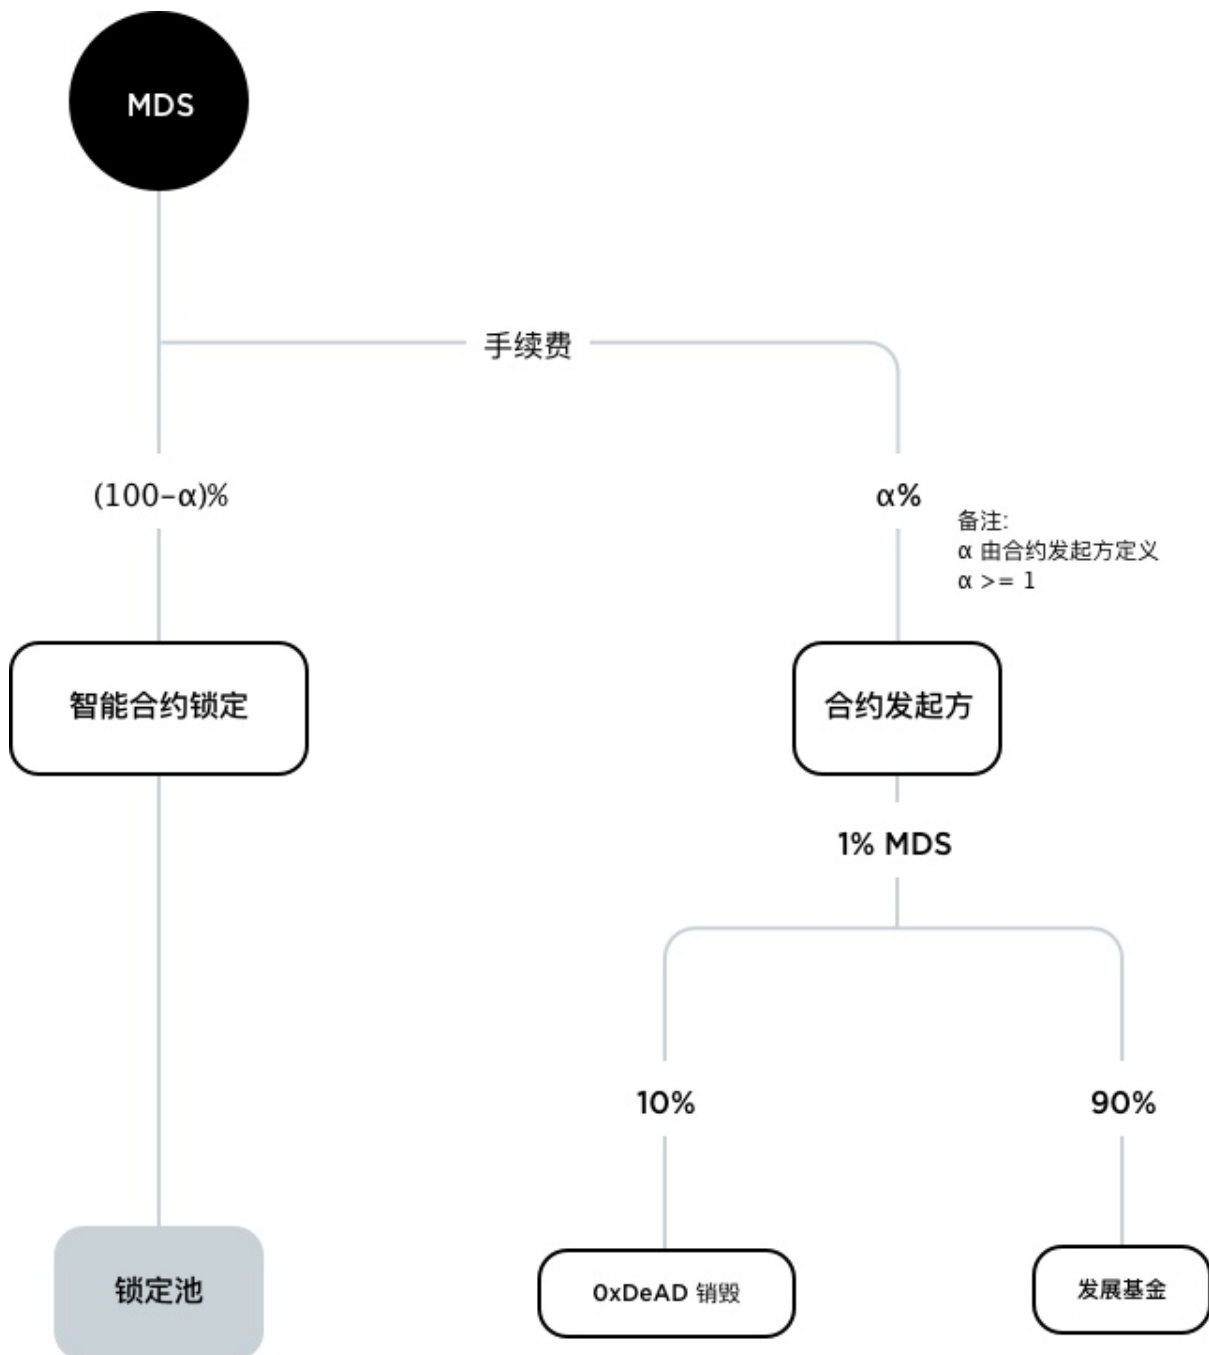 MDS
手续费
(100-α)%
α%
备注:
α 由合约发起方定义
α >= 1
智能合约锁定
合约发起方
1% MDS
10%
90%
锁定池
0xDeAD 销毁
发展基金